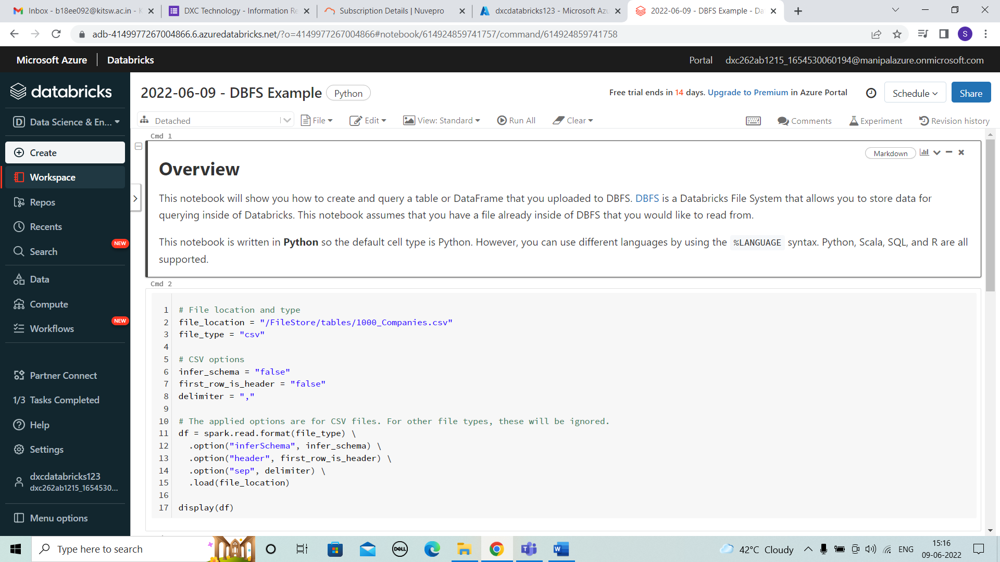 Inbox - b18ee092@kitsw.ac.in -
DXC Technology - Information Re
Subscription Details | Nuvepro
dxcdatabricks123 - Microsoft Azu
2022-06-09 - DBFS Example - Da
adb-4149977267004866.6.azuredatabricks.net/?o=4149977267004866#notebook/614924859741757/command/614924859741758
S
Microsoft Azure
Databricks
Portal
dxc262ab1215_1654530060194@manipalazure.onmicrosoft.com
databricks
2022-06-09 - DBFS Example
Python
Free trial ends in 14 days. Upgrade to Premium in Azure Portal
Schedule
Share
D Data Science & En...
Detached
File
Edit
View: Standard
Run All
Clear
Comments
Experiment
Revision history
Create
Workspace
Repos
Recents
NEW
Search
Data
Compute
NEW
Workflows
Partner Connect
1/3 Tasks Completed
Help
Settings
dxcdatabricks123
dxc262ab1215_1654530...
Menu options
Cmd 1
Markdown
Overview
This notebook will show you how to create and query a table or DataFrame that you uploaded to DBFS. DBFS is a Databricks File System that allows you to store data for
querying inside of Databricks. This notebook assumes that you have a file already inside of DBFS that you would like to read from.
This notebook is written in Python so the default cell type is Python. However, you can use different languages by using the %LANGUAGE syntax. Python, Scala, SQL, and R are all
supported.
Cmd 2
1 # File location and type
2 file_location = "/FileStore/tables/1000_Companies.csv"
3 file_type = "csv"
4
5 # CSV options
6 infer_schema = "false"
7 first_row_is_header = "false"
8 delimiter = ","
9
10 # The applied options are for CSV files. For other file types, these will be ignored.
11 df = spark.read.format(file_type) \
12   .option("inferSchema", infer_schema) \
13   .option("header", first_row_is_header) \
14   .option("sep", delimiter) \
15   .load(file_location)
16
17 display(df)
Type here to search
DELL
W
42°C Cloudy
ENG
15:16
09-06-2022